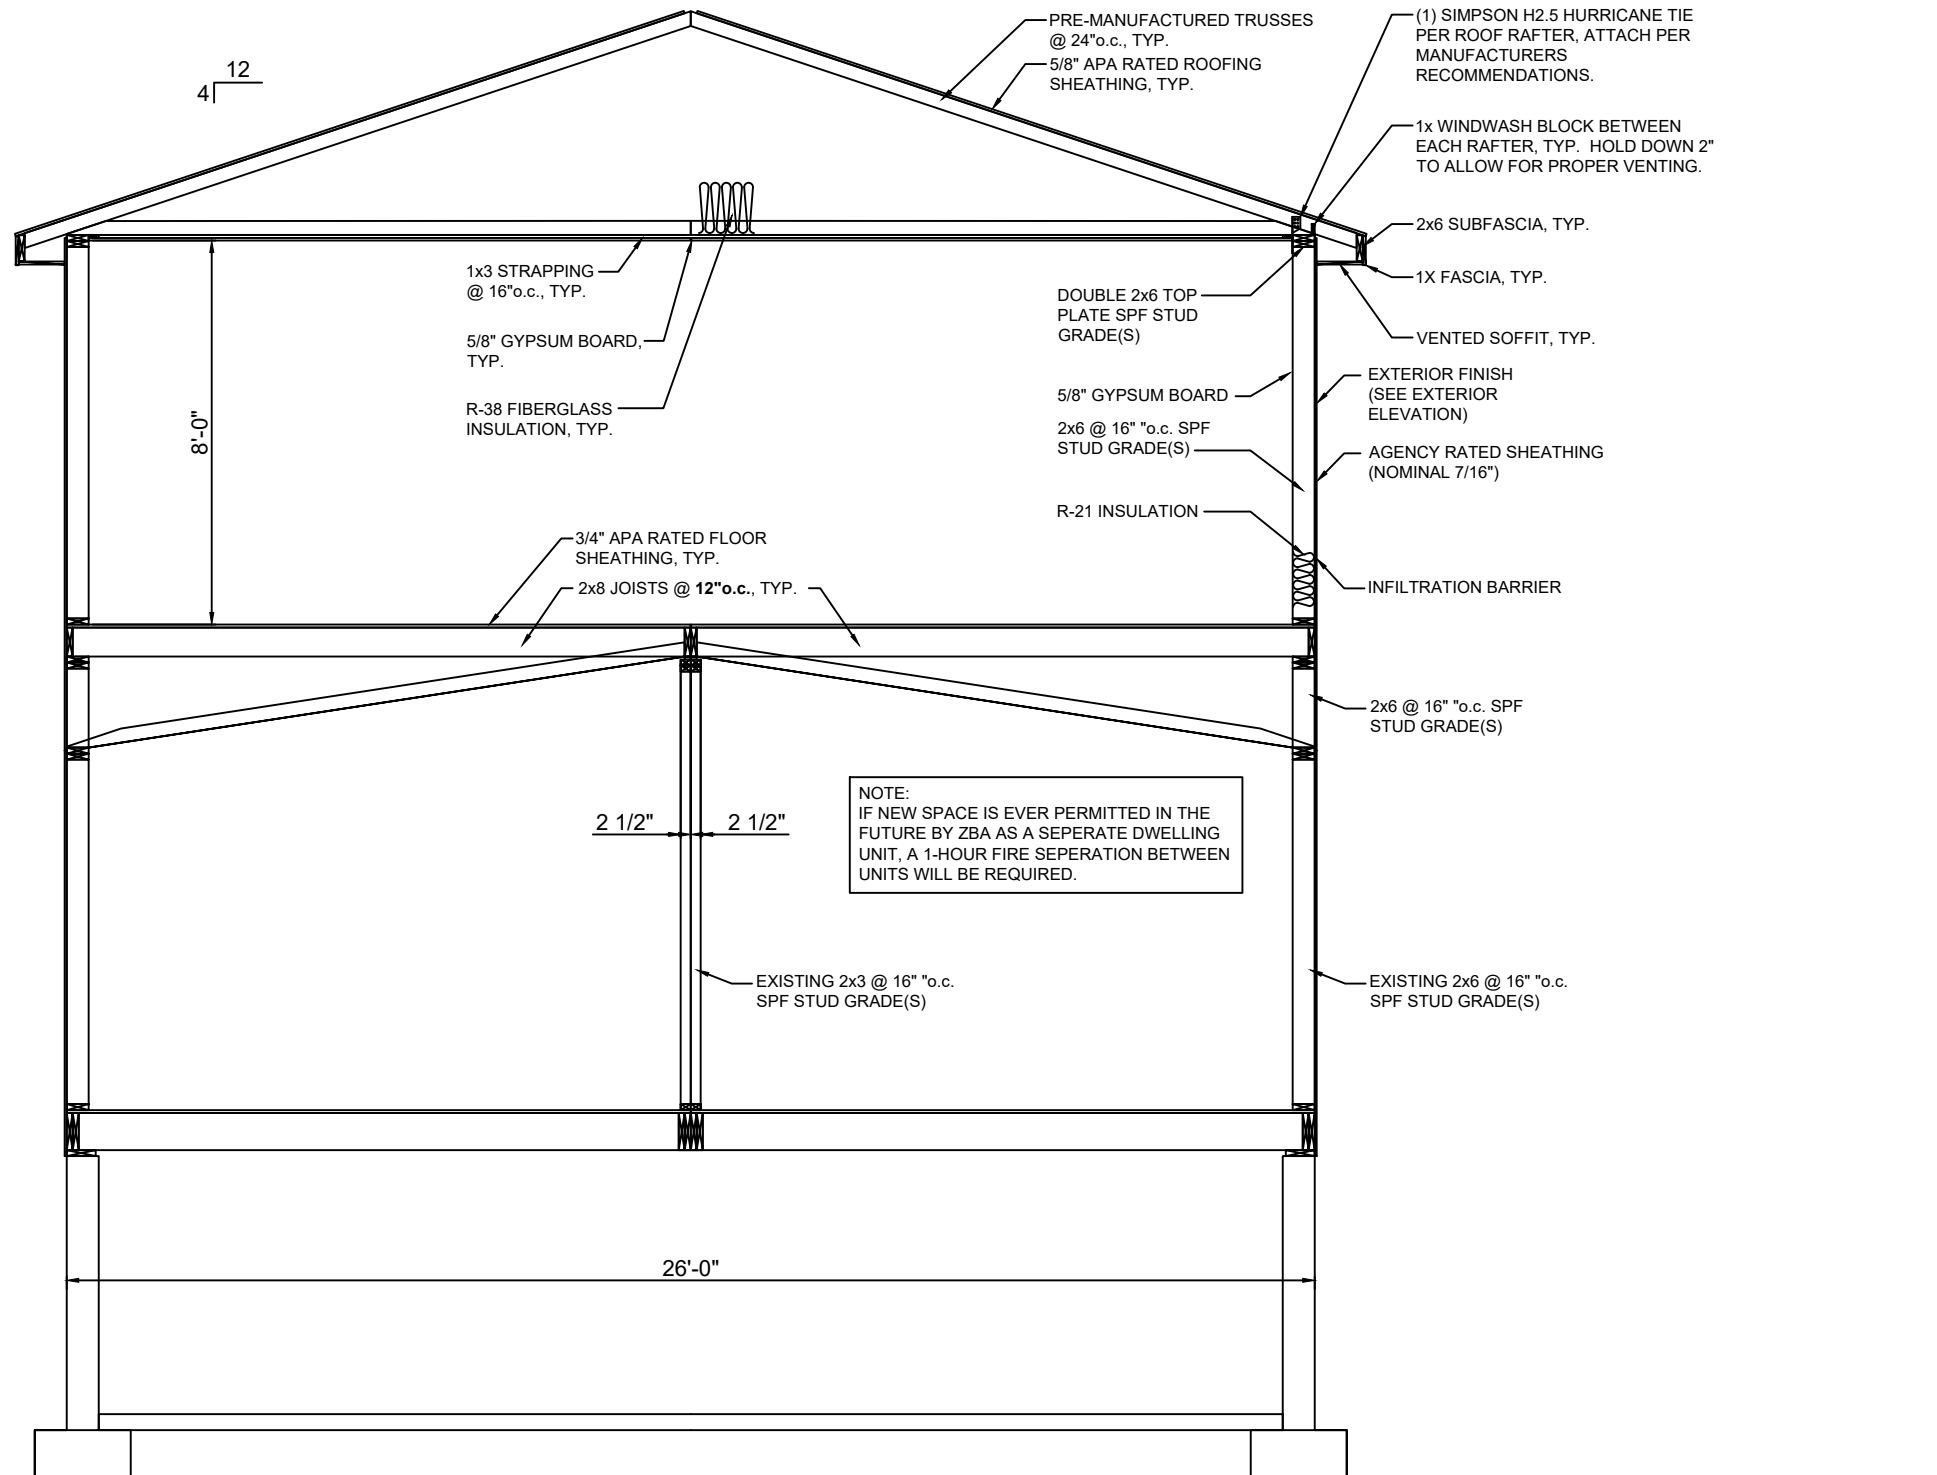 12
4
PRE-MANUFACTURED TRUSSES
@ 24"o.c., TYP.
5/8" APA RATED ROOFING
SHEATHING, TYP.
(1) SIMPSON H2.5 HURRICANE TIE
PER ROOF RAFTER, ATTACH PER
MANUFACTURERS
RECOMMENDATIONS.
1x WINDWASH BLOCK BETWEEN
EACH RAFTER, TYP.  HOLD DOWN 2"
TO ALLOW FOR PROPER VENTING.
2x6 SUBFASCIA, TYP.
1X FASCIA, TYP.
VENTED SOFFIT, TYP.
1x3 STRAPPING
@ 16"o.c., TYP.
5/8" GYPSUM BOARD,
TYP.
R-38 FIBERGLASS
INSULATION, TYP.
8'-0"
DOUBLE 2x6 TOP
PLATE SPF STUD
GRADE(S)
5/8" GYPSUM BOARD
2x6 @ 16" "o.c. SPF
STUD GRADE(S)
R-21 INSULATION
EXTERIOR FINISH
(SEE EXTERIOR
ELEVATION)
AGENCY RATED SHEATHING
(NOMINAL 7/16")
INFILTRATION BARRIER
3/4" APA RATED FLOOR
SHEATHING, TYP.
2x8 JOISTS @ 12"o.c., TYP.
2x6 @ 16" "o.c. SPF
STUD GRADE(S)
2 1/2"
2 1/2"
NOTE:
IF NEW SPACE IS EVER PERMITTED IN THE
FUTURE BY ZBA AS A SEPERATE DWELLING
UNIT, A 1-HOUR FIRE SEPERATION BETWEEN
UNITS WILL BE REQUIRED.
EXISTING 2x3 @ 16" "o.c.
SPF STUD GRADE(S)
EXISTING 2x6 @ 16" "o.c.
SPF STUD GRADE(S)
26'-0"